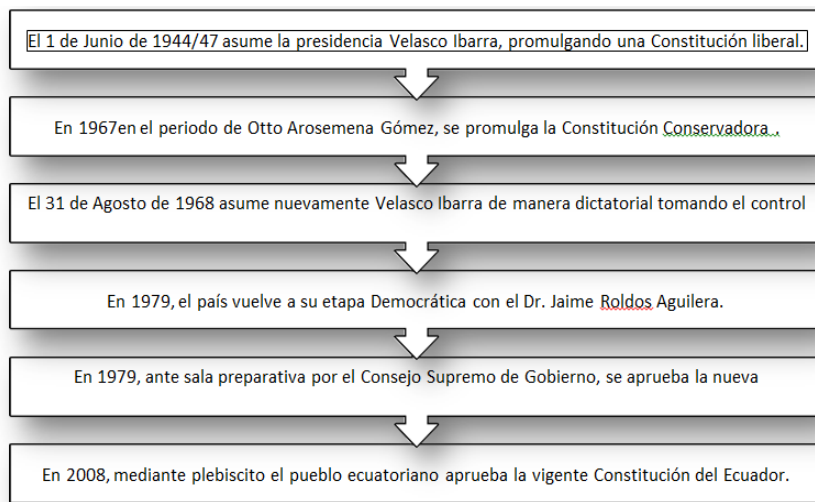 El 1 de Junio de 1944/47 asume la presidencia Velasco Ibarra, promulgando una Constitución liberal.
En 1967en el periodo de Otto Arosemena Gómez, se promulga la Constitución Conservadora .
El 31 de Agosto de 1968 asume nuevamente Velasco Ibarra de manera dictatorial tomando el control
En 1979, el país vuelve a su etapa Democrática con el Dr. Jaime Roldos Aguilera.
En 1979, ante sala preparativa por el Consejo Supremo de Gobierno, se aprueba la nueva
En 2008, mediante plebiscito el pueblo ecuatoriano aprueba la vigente Constitución del Ecuador.